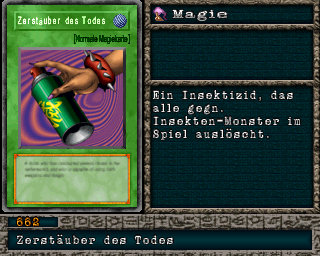 Zerstäuber des Todes
[Normale Magiekarte]
Magie
Ein Insektizid, das
alle gegn.
Insekten-Monster im
Spiel auslöscht.
662
Zerstäuber des Todes